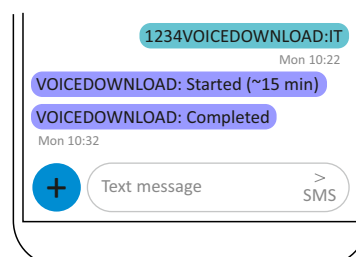 1234VOICEDOWNLOAD:IT
Mon 10:22
VOICEDOWNLOAD: Started (~15 min)
VOICEDOWNLOAD: Completed
Mon 10:32
+
Text message
>
SMS